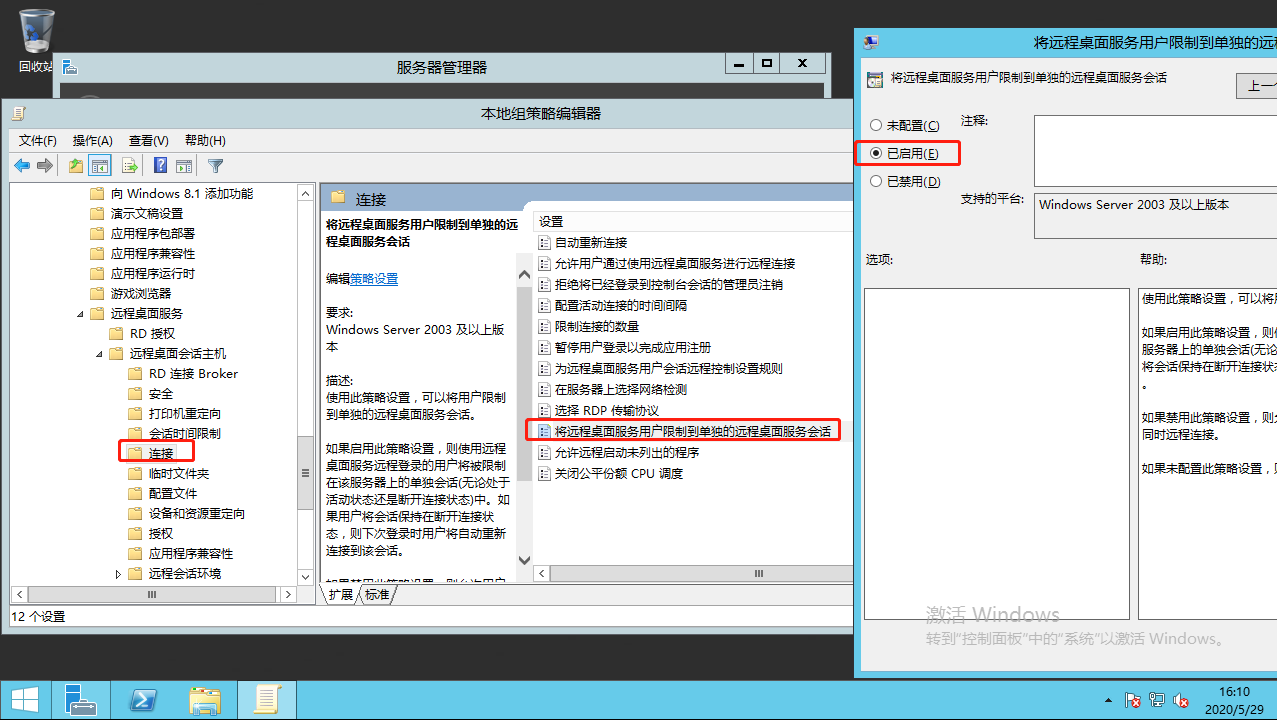 回收站
服务器管理器
本地组策略编辑器
文件(F) 操作(A) 查看(V) 帮助(H)
向 Windows 8.1 添加功能
演示文稿设置
应用程序包部署
应用程序兼容性
应用程序运行时
游戏浏览器
远程桌面服务
RD 授权
远程桌面会话主机
RD 连接 Broker
安全
打印机重定向
会话时间限制
连接
临时文件夹
配置文件
设备和资源重定向
授权
应用程序兼容性
远程会话环境
12 个设置
连接
将远程桌面服务用户限制到单独的远
程桌面服务会话
编辑策略设置
要求:
Windows Server 2003 及以上版
本
描述:
使用此策略设置，可以将用户限制
到单独的远程桌面服务会话。
如果启用此策略设置，则使用远程
桌面服务远程登录的用户将被限制
在该服务器上的单独会话(无论处于
活动状态还是断开连接状态)中。如
果用户将会话保持在断开连接状
态，则下次登录时用户将自动重新
连接到该会话。
如果禁用此策略设置，则允许用户
设置
自动重新连接
允许用户通过使用远程桌面服务进行远程连接
拒绝将已经登录到控制台会话的管理员注销
配置活动连接的时间间隔
限制连接的数量
暂停用户登录以完成应用注册
为远程桌面服务用户会话远程控制设置规则
在服务器上选择网络检测
选择 RDP 传输协议
将远程桌面服务用户限制到单独的远程桌面服务会话
允许远程启动未列出的程序
关闭公平份额 CPU 调度
扩展 标准
将远程桌面服务用户限制到单独的远程
将远程桌面服务用户限制到单独的远程桌面服务会话
上一个
未配置(C)
已启用(E)
已禁用(D)
注释:
支持的平台:
Windows Server 2003 及以上版本
选项:
帮助:
使用此策略设置，可以将用
如果启用此策略设置，则使
服务器上的单独会话(无论
将会话保持在断开连接状态
。
如果禁用此策略设置，则允
同时远程连接。
如果未配置此策略设置，则
激活 Windows
转到"控制面板"中的"系统"以激活 Windows。
16:10
2020/5/29